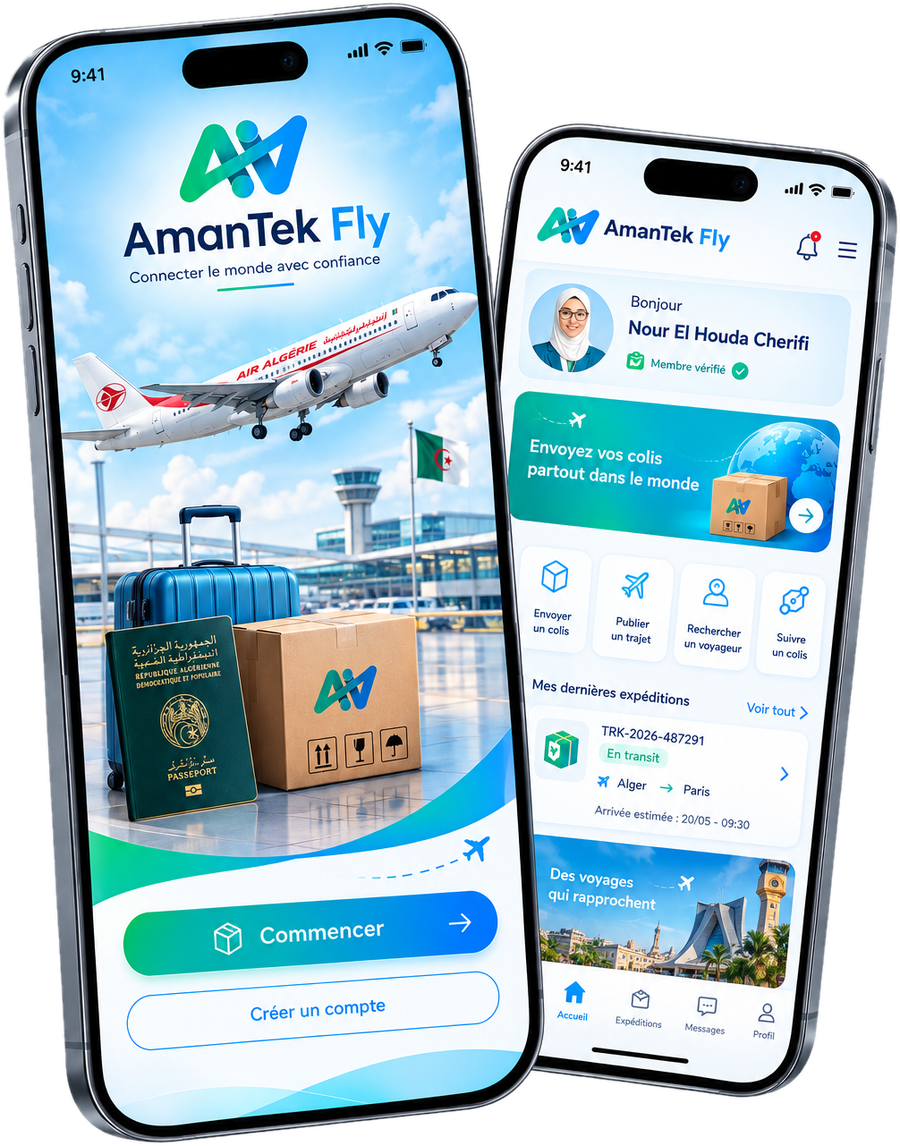 9:41
AmanTek Fly
Connecter le monde avec confiance
AIR ALGÉRIE
الجمهورية الجزائرية
REPUBLIQUE ALGÉRIENNE
DÉMOCRATIQUE ET POPULAIRE
PASSEPORT
Commencer
Créer un compte
9:41
AmanTek Fly
Bonjour
Nour El Houda Cherifi
Membre vérifié
Envoyez vos colis
partout dans le monde
Envoyer
un colis
Publier
un trajet
Rechercher
un voyageur
Suivre
un colis
Mes dernières expéditions
Voir tout
TRK-2026-487291
En transit
Alger → Paris
Arrivée estimée : 20/05 - 09:30
Des voyages
qui rapprochent
Accueil
Expéditions
Messages
Profil